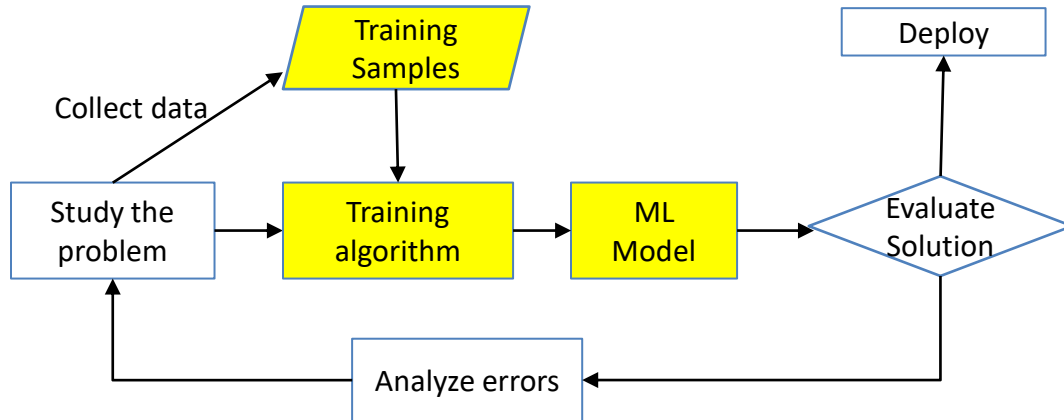 Training
Samples
Deploy
Collect data
Study the
problem
Training
algorithm
ML
Model
Evaluate
Solution
Analyze errors